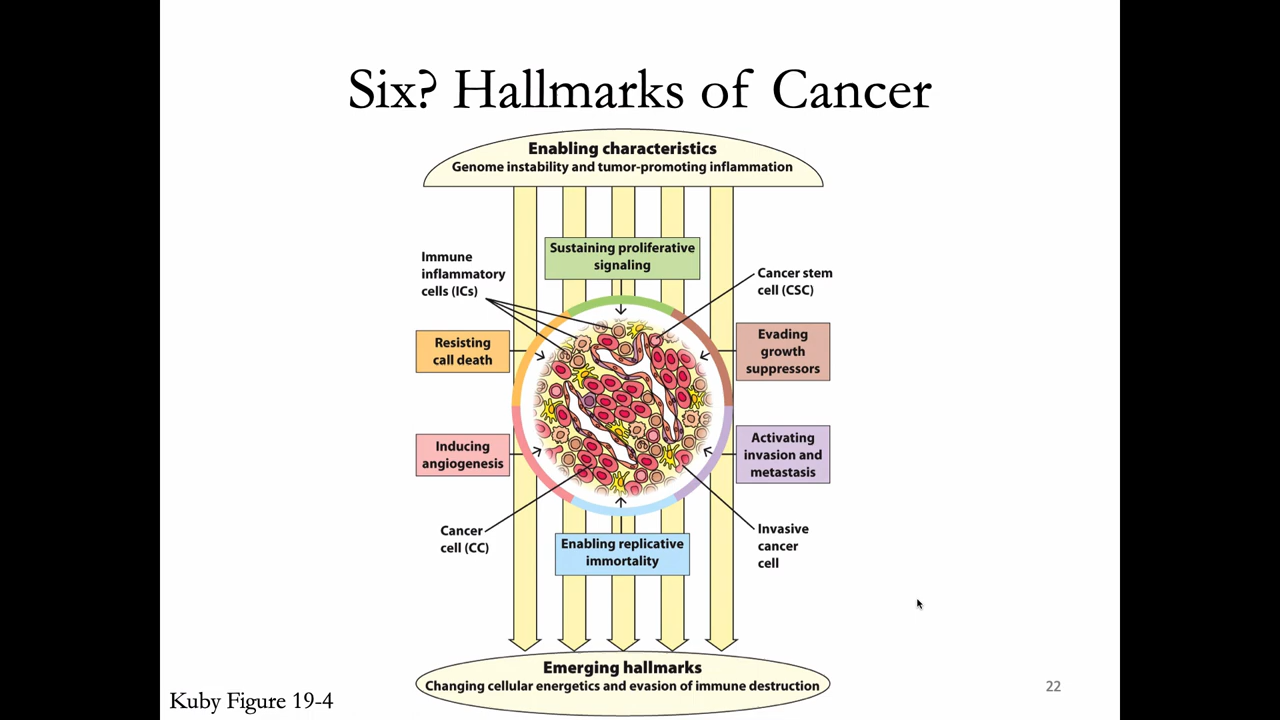 Six? Hallmarks of Cancer
Enabling characteristics
Genome instability and tumor-promoting inflammation
Sustaining proliferative
signaling
Immune
inflammatory
cells (ICs)
Cancer stem
cell (CSC)
Resisting
call death
Evading
growth
suppressors
Inducing
angiogenesis
Activating
invasion and
metastasis
Cancer
cell (CC)
Enabling replicative
immortality
Invasive
cancer
cell
Emerging hallmarks
Changing cellular energetics and evasion of immune destruction
Kuby Figure 19-4
22